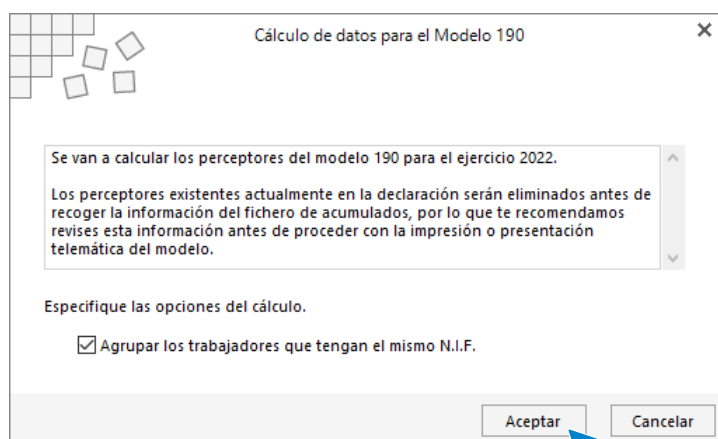 Cálculo de datos para el Modelo 190
Se van a calcular los perceptores del modelo 190 para el ejercicio 2022.
Los perceptores existentes actualmente en la declaración serán eliminados antes de
recoger la información del fichero de acumulados, por lo que te recomendamos
revises esta información antes de proceder con la impresión o presentación
telemática del modelo.
Especifique las opciones del cálculo.
Agrupar los trabajadores que tengan el mismo N.I.F.
Aceptar
Cancelar